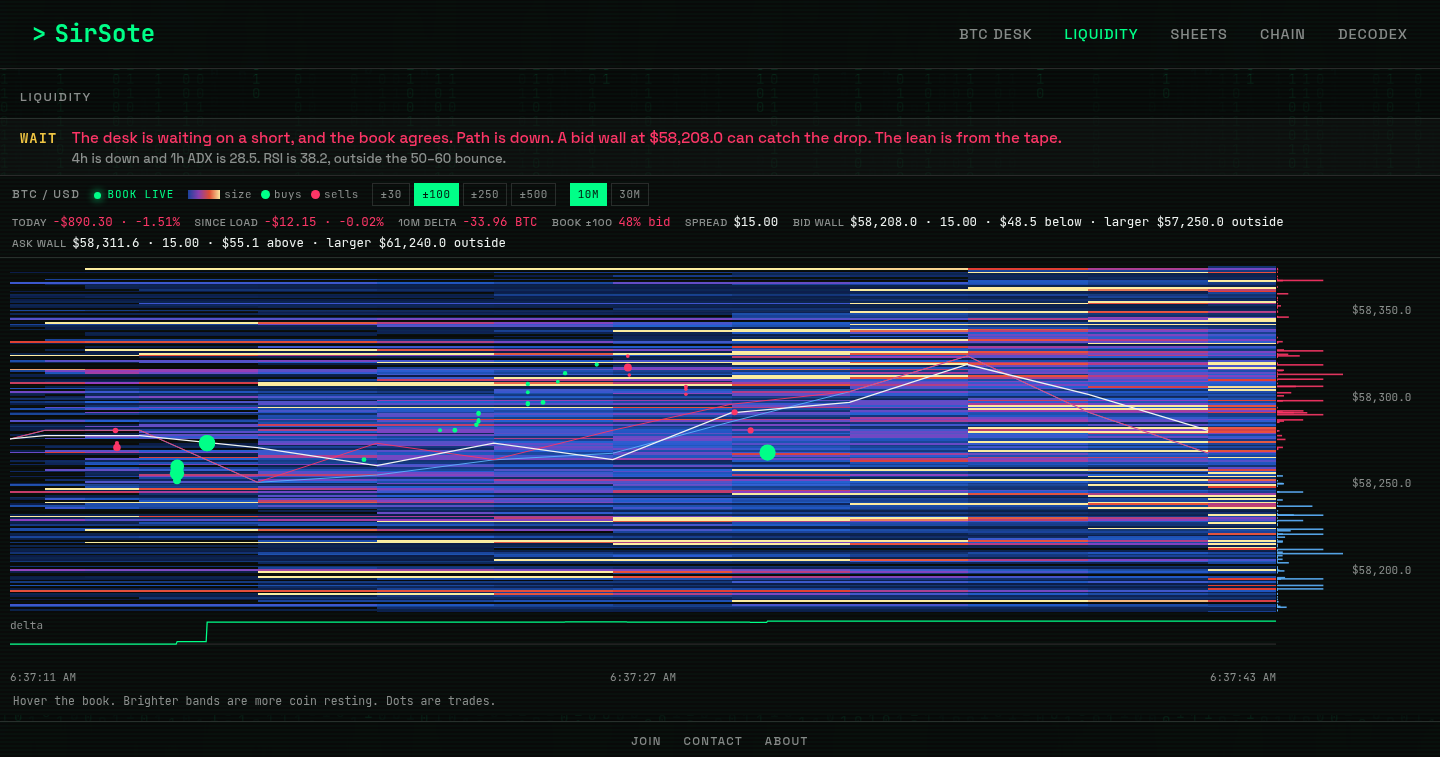 > SirSote
BTC DESK LIQUIDITY SHEETS CHAIN DECODEX
LIQUIDITY
WAIT The desk is waiting on a short, and the book agrees. Path is down. A bid wall at $58,208.0 can catch the drop. The lean is from the tape.
4h is down and 1h ADX is 28.5. RSI is 38.2, outside the 50–60 bounce.
BTC / USD BOOK LIVE size buys sells ±30 ±100 ±250 ±500 10M 30M
TODAY -$890.30 · -1.51% SINCE LOAD -$12.15 · -0.02% 10M DELTA -33.96 BTC BOOK ±100 48% bid SPREAD $15.00 BID WALL $58,208.0 · 15.00 · $48.5 below · larger $57,250.0 outside
ASK WALL $58,311.6 · 15.00 · $55.1 above · larger $61,240.0 outside
$58,350.0
$58,300.0
$58,250.0
$58,200.0
delta
6:37:11 AM 6:37:27 AM 6:37:43 AM
Hover the book. Brighter bands are more coin resting. Dots are trades.
JOIN CONTACT ABOUT